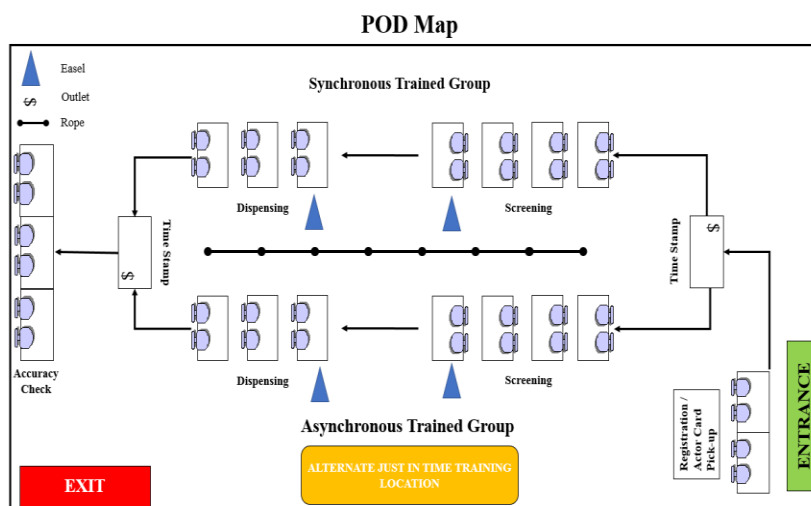 POD Map
Easel
Outlet
Rope
Synchronous Trained Group
Dispensing
Screening
Time Stamp
$
Time Stamp
$
Dispensing
Screening
Accuracy
Check
Asynchronous Trained Group
Registration /
Actor Card
Pick-up
ENTRANCE
EXIT
ALTERNATE JUST IN TIME TRAINING
LOCATION